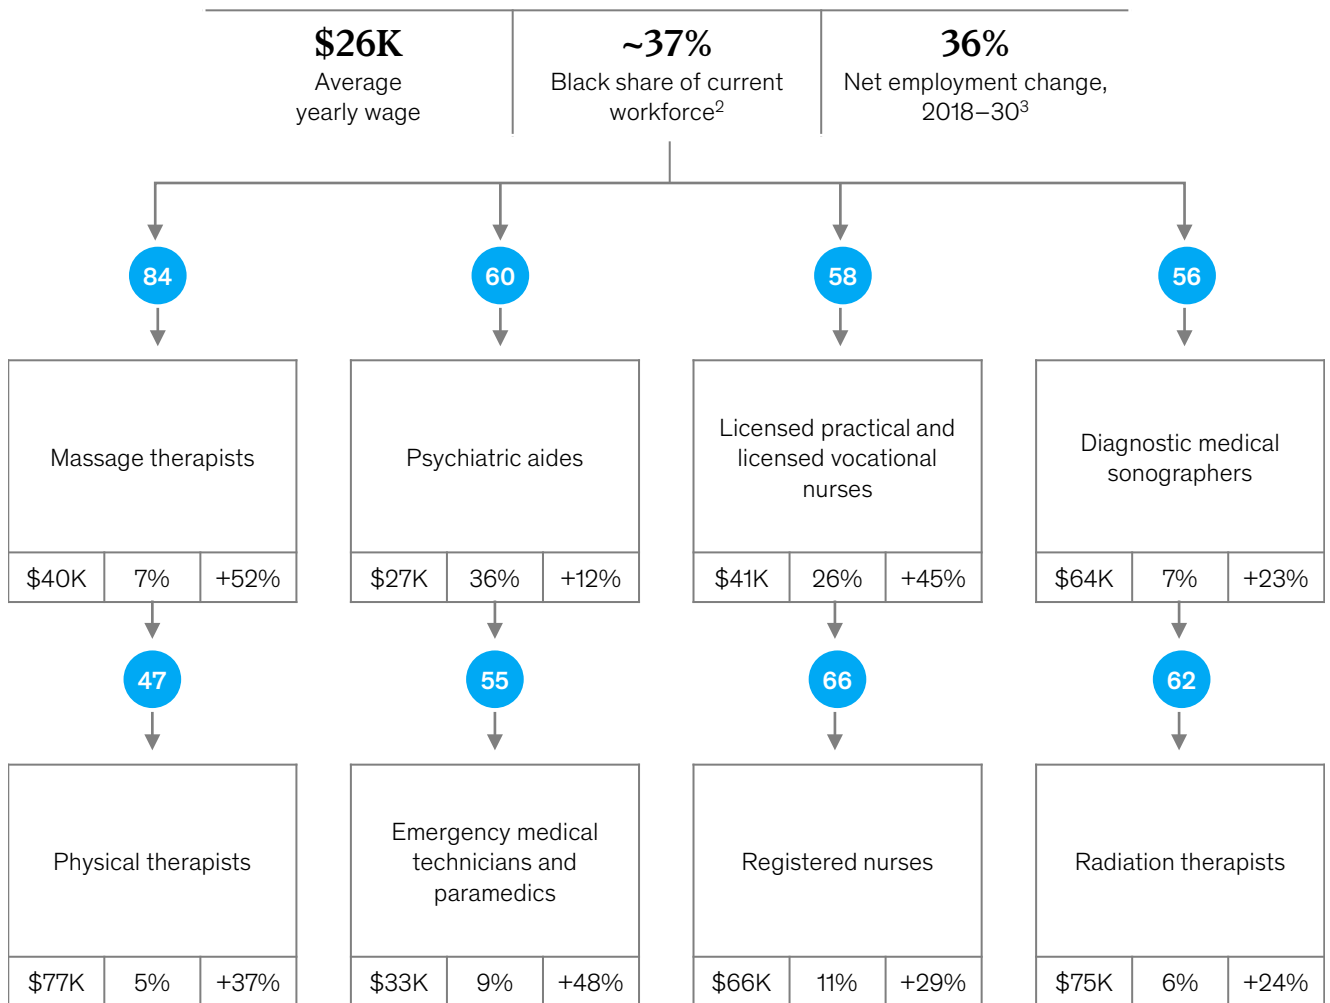 $26K
Average
yearly wage
~37%
Black share of current
workforce2
36%
Net employment change,
2018–303
84
60
58
56
Massage therapists
Psychiatric aides
Licensed practical and
licensed vocational
nurses
Diagnostic medical
sonographers
$40K 7% +52%
$27K 36% +12%
$41K 26% +45%
$64K 7% +23%
47
55
66
62
Physical therapists
Emergency medical
technicians and
paramedics
Registered nurses
Radiation therapists
$77K 5% +37%
$33K 9% +48%
$66K 11% +29%
$75K 6% +24%